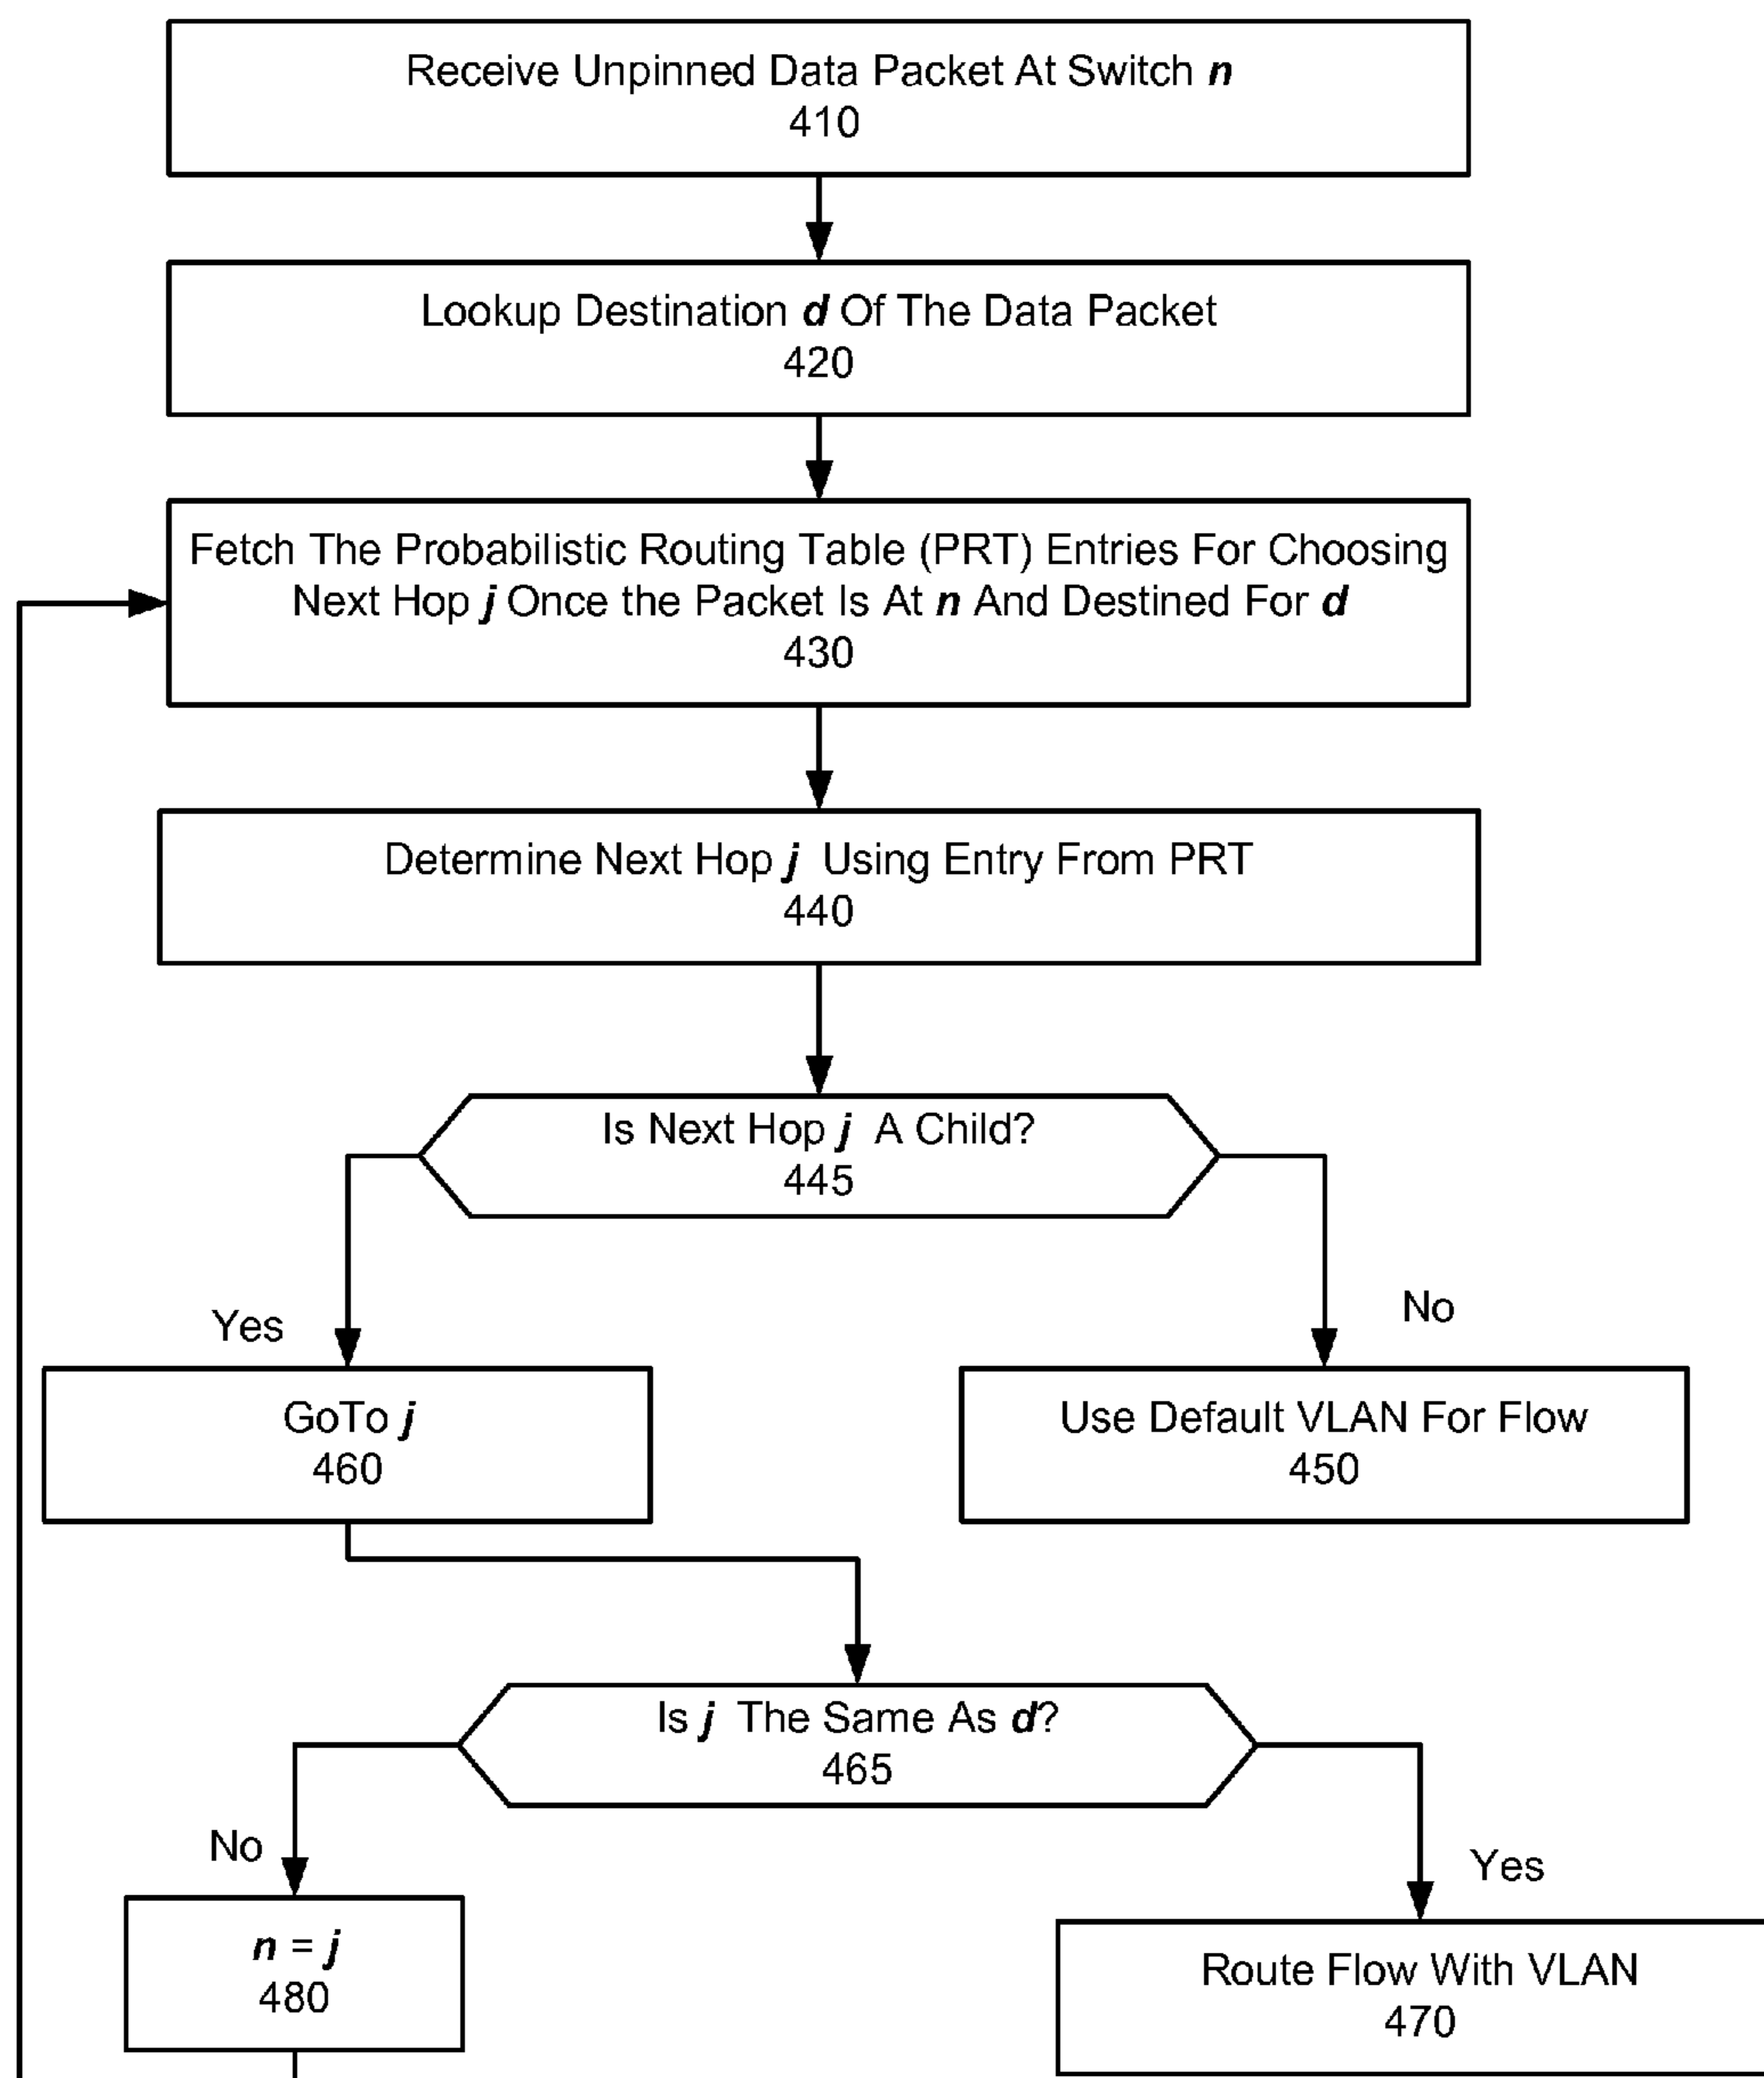 Receive Unpinned Data Packet At Switch n
410
Lookup Destination d Of The Data Packet
420
Fetch The Probabilistic Routing Table (PRT) Entries For Choosing
Next Hop j Once the Packet Is At n And Destined For d
430
Determine Next Hop j Using Entry From PRT
440
Is Next Hop j A Child?
445
Yes
No
GoTo j
460
Use Default VLAN For Flow
450
Is j The Same As d?
465
No
Yes
n = j
480
Route Flow With VLAN
470